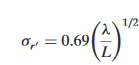 σ_{r′} = 0.69(λ/L)^{1/2}